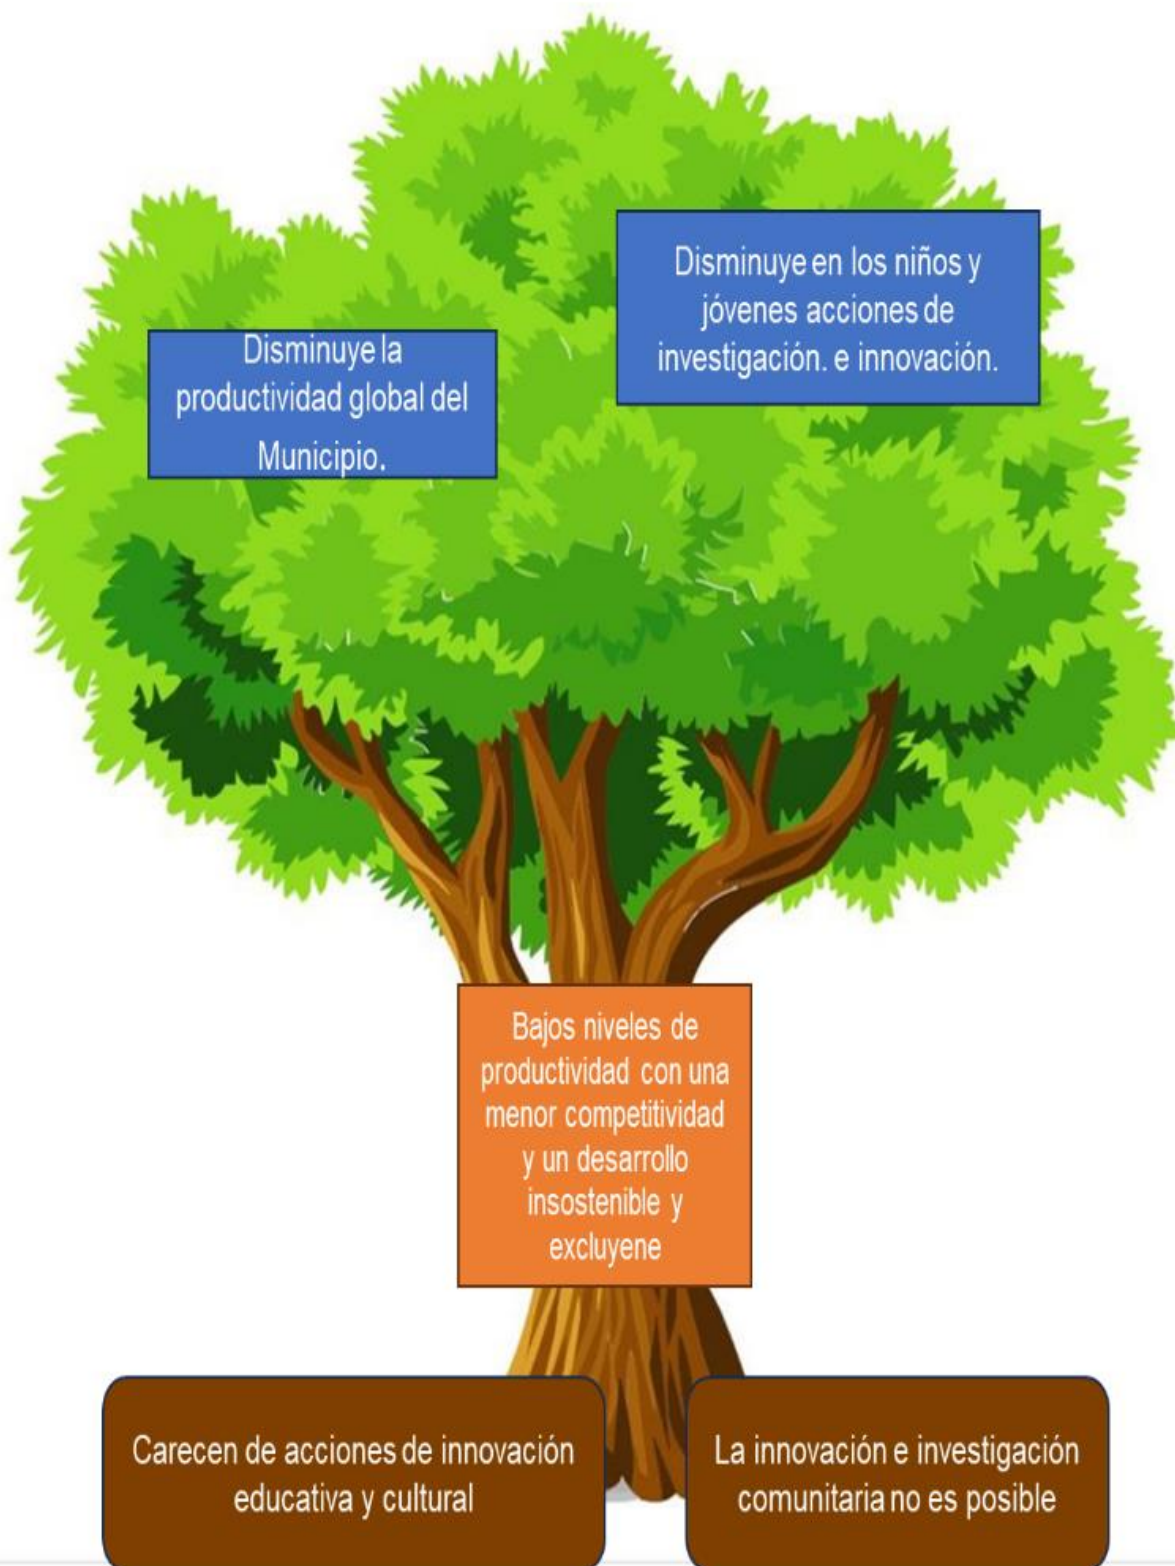 Disminuye en los niños y
jóvenes acciones de
investigación. e innovación.
Disminuye la
productividad global del
Municipio.
Bajos niveles de
productividad con una
menor competitividad
y un desarrollo
insostenible y
excluyene
Carecen de acciones de innovación
educativa y cultural
La innovación e investigación
comunitaria no es posible